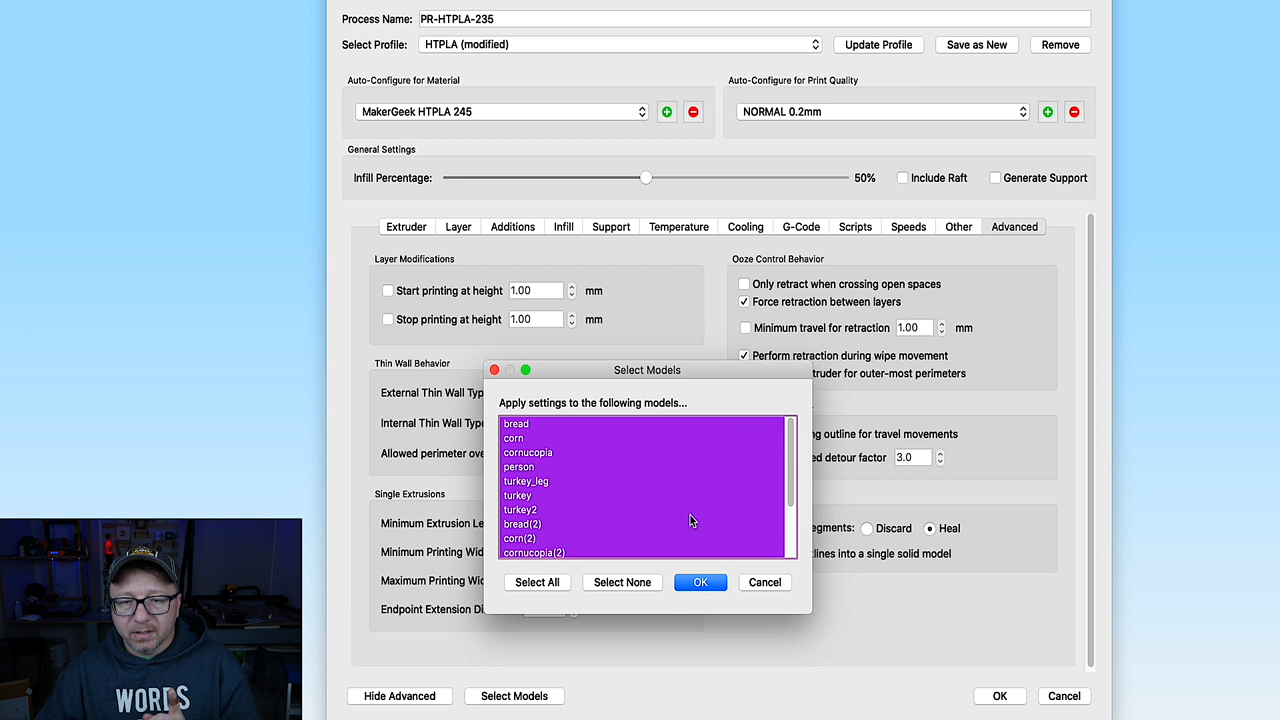 Process Name: PR-HTPLA-235
Select Profile: HTPLA (modified) Update Profile Save as New Remove
Auto-Configure for Material Auto-Configure for Print Quality
MakerGeek HTPLA 245 NORMAL 0.2mm
General Settings
Infill Percentage: 50% Include Raft Generate Support
Extruder Layer Additions Infill Support Temperature Cooling G-Code Scripts Speeds Other Advanced
Layer Modifications
Start printing at height 1.00 mm
Stop printing at height 1.00 mm
Ooze Control Behavior
Only retract when crossing open spaces
Force retraction between layers
Minimum travel for retraction 1.00 mm
Perform retraction during wipe movement
truder for outer-most perimeters
Thin Wall Behavior
External Thin Wall Typ
Internal Thin Wall Type
Allowed perimeter ove
ng outline for travel movements
ed detour factor 3.0
Single Extrusions
Minimum Extrusion Le
Minimum Printing Wid
Maximum Printing Wid
Endpoint Extension Di
egments: Discard Heal
tlines into a single solid model
Select Models
Apply settings to the following models...
bread
corn
cornucopia
person
turkey_leg
turkey
turkey2
bread(2)
corn(2)
cornucopia(2)
Select All Select None OK Cancel
Hide Advanced Select Models OK Cancel
WORDS